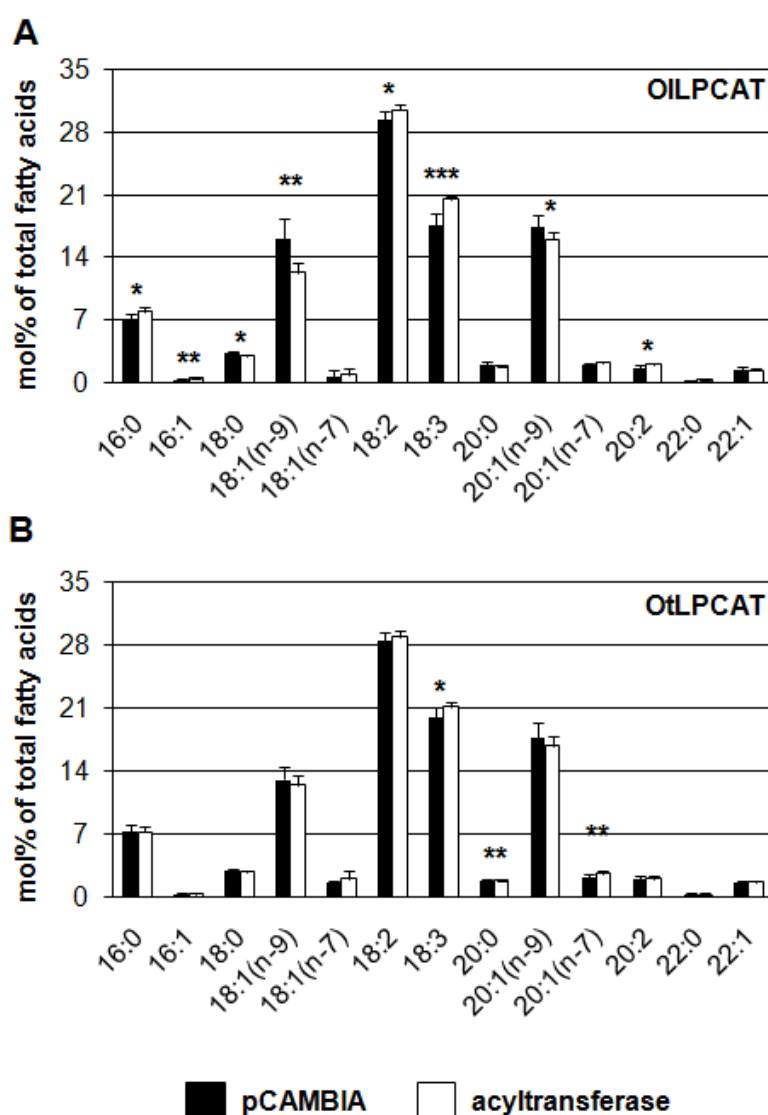 A
mol% of total fatty acids
35
28
21
14
7
0
OlLPCAT
*
**
*
**
*
***
*
*
16:0
16:1
18:0
18:1(n-9)
18:1(n-7)
18:2
18:3
20:0
20:1(n-9)
20:1(n-7)
20:2
22:0
22:1
B
mol% of total fatty acids
35
28
21
14
7
0
OtLPCAT
*
**
**
16:0
16:1
18:0
18:1(n-9)
18:1(n-7)
18:2
18:3
20:0
20:1(n-9)
20:1(n-7)
20:2
22:0
22:1
pCAMBIA acyltransferase